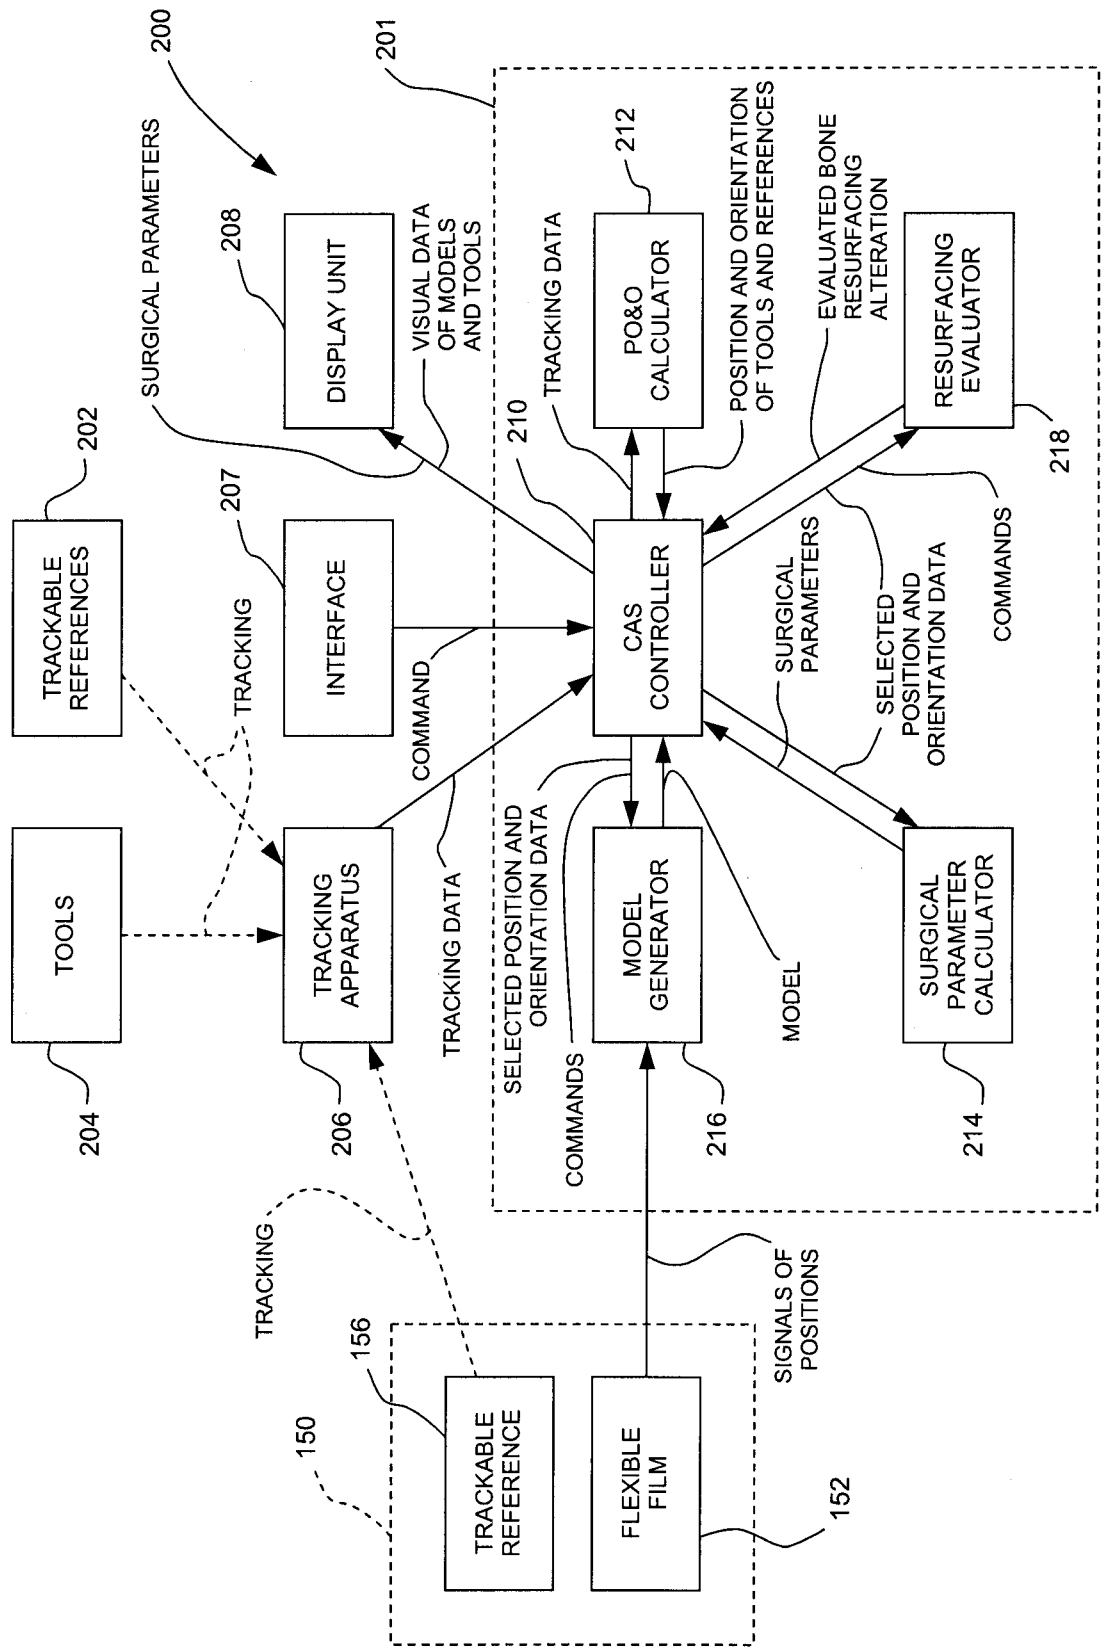 200
TOOLS
204
TRACKABLE
REFERENCES
202
TRACKING
SURGICAL PARAMETERS
TRACKABLE
REFERENCE
156
150
FLEXIBLE
FILM
152
TRACKING
TRACKING
APPARATUS
206
INTERFACE
207
DISPLAY UNIT
208
TRACKING DATA
COMMAND
VISUAL DATA
OF MODELS
AND TOOLS
201
SIGNALS OF
POSITIONS
SELECTED POSITION AND
ORIENTATION DATA
COMMANDS
MODEL
GENERATOR
216
MODEL
CAS
CONTROLLER
210
TRACKING DATA
PO&O
CALCULATOR
212
POSITION AND ORIENTATION
OF TOOLS AND REFERENCES
SURGICAL
PARAMETERS
SELECTED
POSITION AND
ORIENTATION DATA
EVALUATED BONE
RESURFACING
ALTERATION
COMMANDS
SURGICAL
PARAMETER
CALCULATOR
214
RESURFACING
EVALUATOR
218